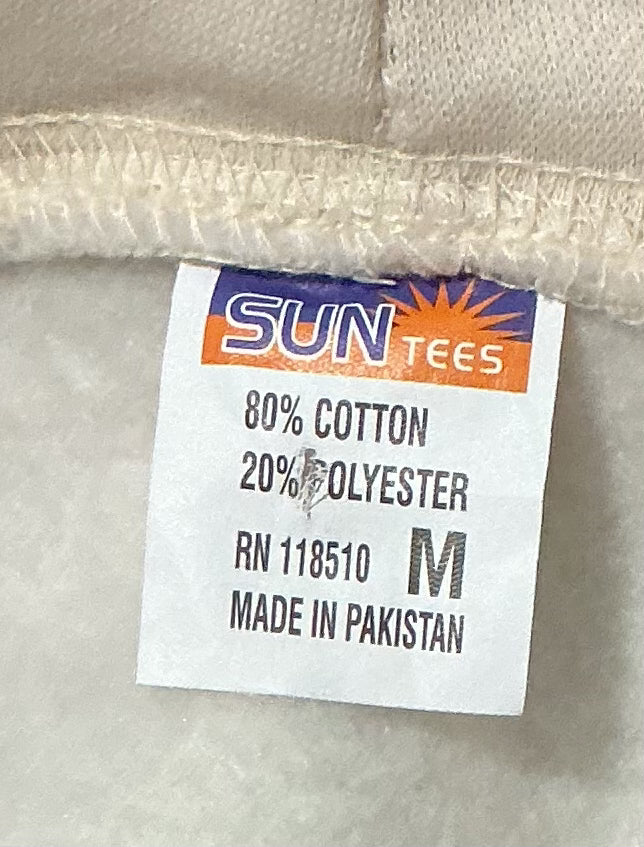 SUN TEES
80% COTTON
20% POLYESTER
RN 118510 M
MADE IN PAKISTAN